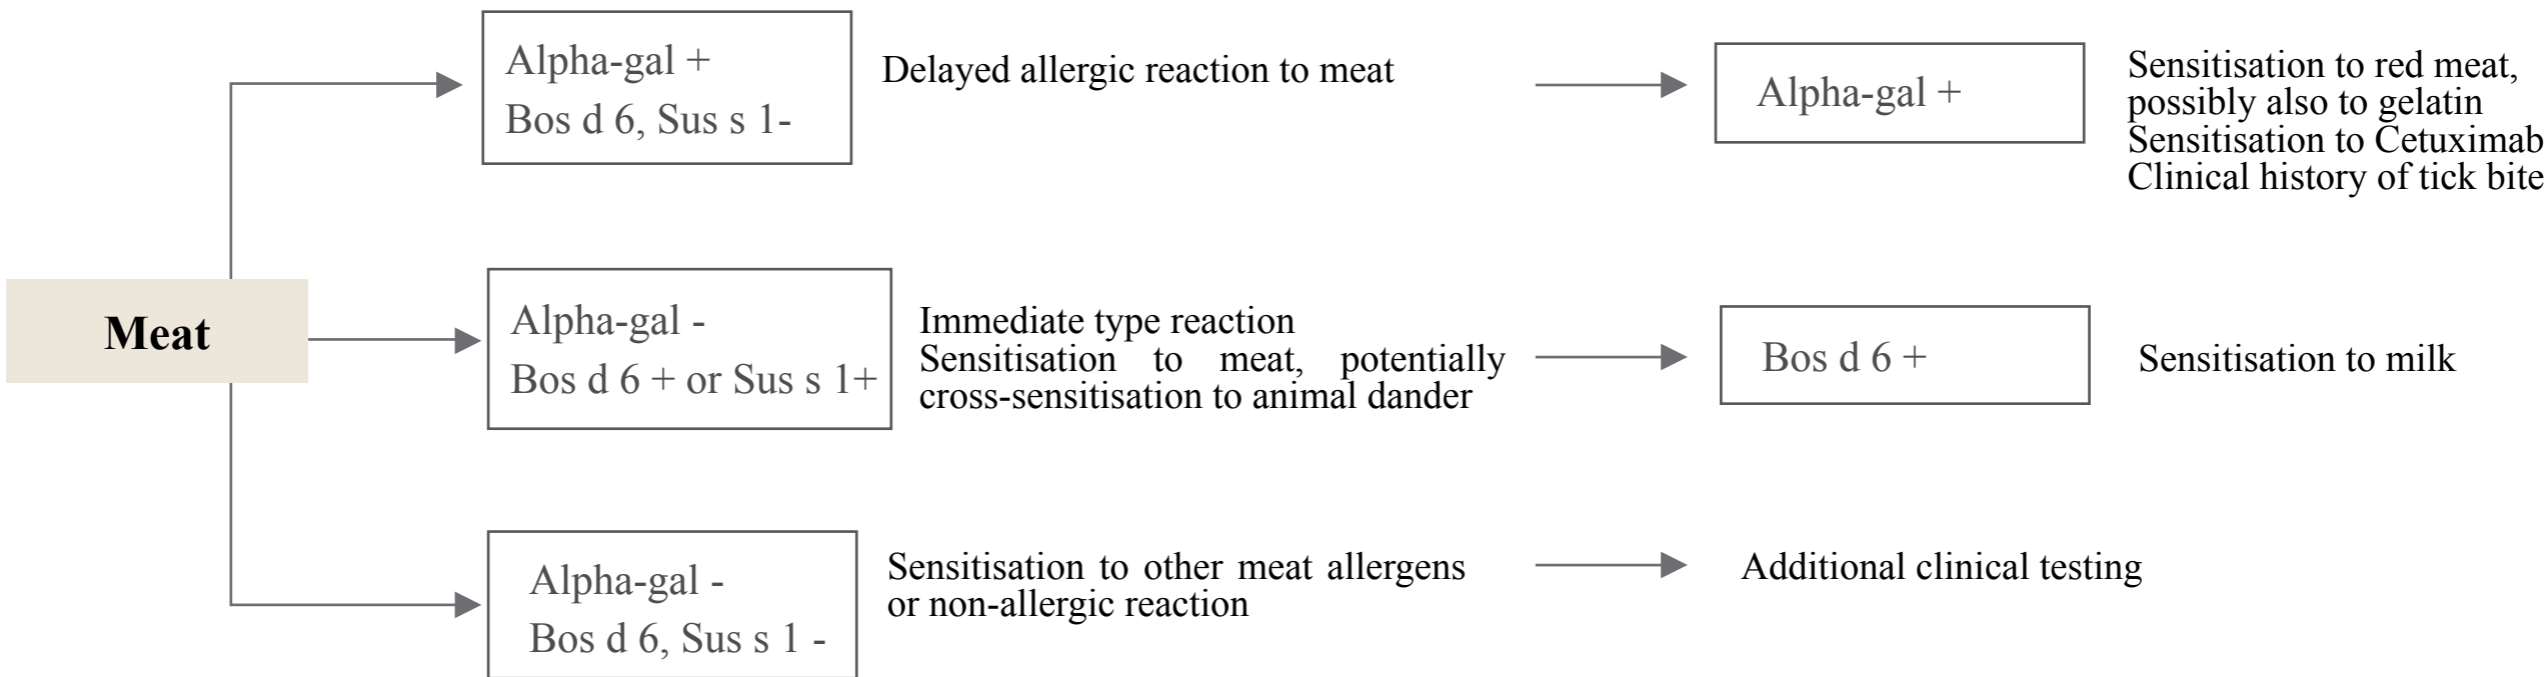 Meat
Alpha-gal +
Bos d 6, Sus s 1-
Delayed allergic reaction to meat
Alpha-gal +
Sensitisation to red meat,
possibly also to gelatin
Sensitisation to Cetuximab
Clinical history of tick bite
Alpha-gal -
Bos d 6 + or Sus s 1+
Immediate type reaction
Sensitisation to meat, potentially
cross-sensitisation to animal dander
Bos d 6 +
Sensitisation to milk
Alpha-gal -
Bos d 6, Sus s 1 -
Sensitisation to other meat allergens
or non-allergic reaction
Additional clinical testing